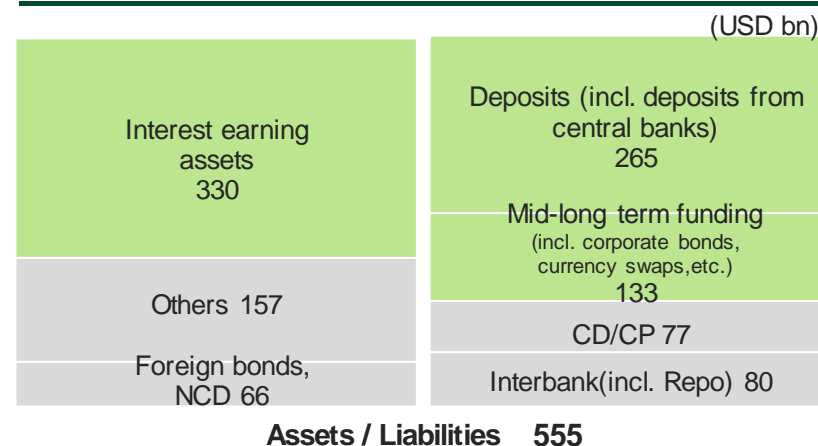 (USD bn)
Interest earning
assets
330
Others 157
Foreign bonds,
NCD 66
Deposits (incl. deposits from
central banks)
265
Mid-long term funding
(incl. corporate bonds,
currency swaps,etc.)
133
CD/CP 77
Interbank(incl. Repo) 80
Assets / Liabilities 555